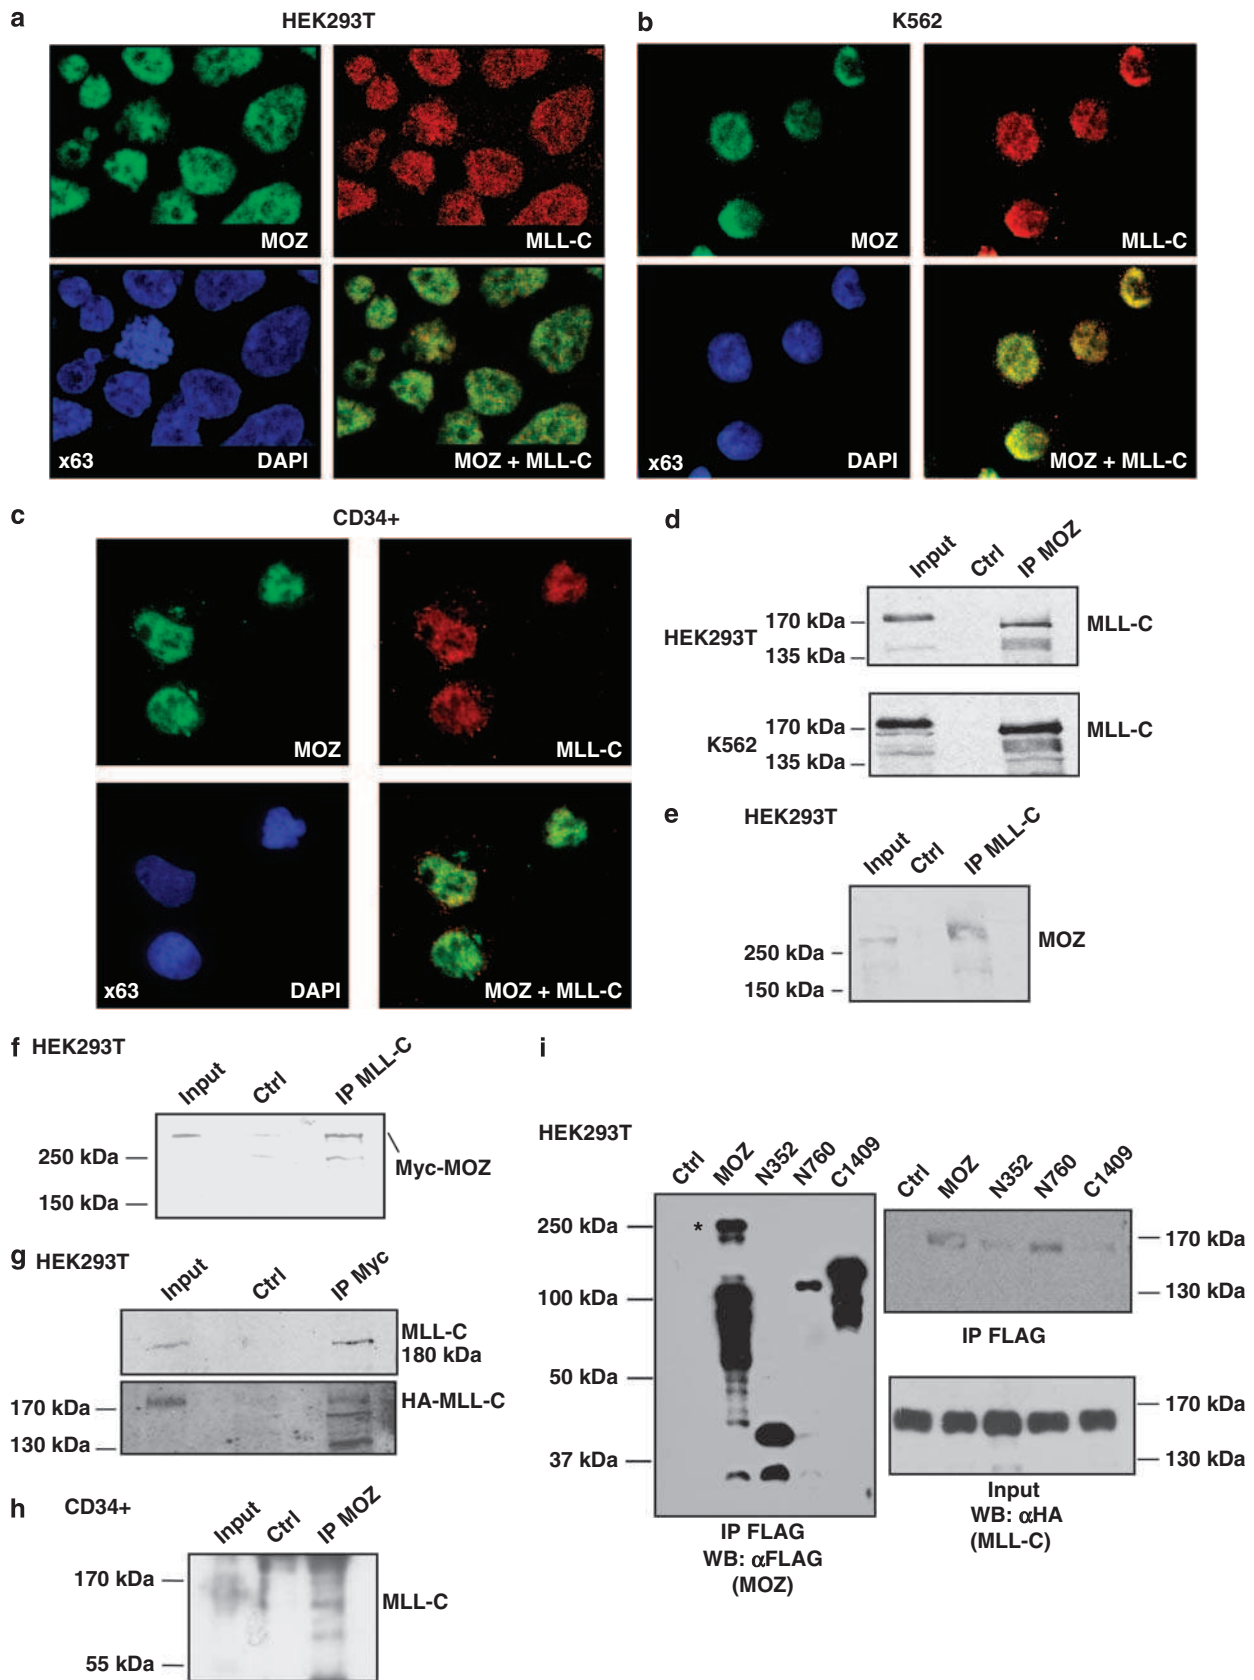 a
HEK293T
MOZ
MLL-C
x63
DAPI
MOZ + MLL-C
b
K562
MOZ
MLL-C
x63
DAPI
MOZ + MLL-C
c
CD34+
MOZ
MLL-C
x63
DAPI
MOZ + MLL-C
d
Input
Ctrl
IP MOZ
HEK293T
170 kDa
135 kDa
MLL-C
K562
170 kDa
135 kDa
MLL-C
e
HEK293T
Input
Ctrl
IP MLL-C
250 kDa
150 kDa
MOZ
f
HEK293T
Input
Ctrl
IP MLL-C
250 kDa
150 kDa
Myc-MOZ
g
HEK293T
Input
Ctrl
IP Myc
MLL-C
180 kDa
170 kDa
130 kDa
HA-MLL-C
h
CD34+
Input
Ctrl
IP MOZ
170 kDa
55 kDa
MLL-C
i
HEK293T
Ctrl
MOZ
N352
N760
C1409
250 kDa
*
100 kDa
50 kDa
37 kDa
IP FLAG
WB: αFLAG
(MOZ)
Ctrl
MOZ
N352
N760
C1409
170 kDa
130 kDa
IP FLAG
170 kDa
130 kDa
Input
WB: αHA
(MLL-C)